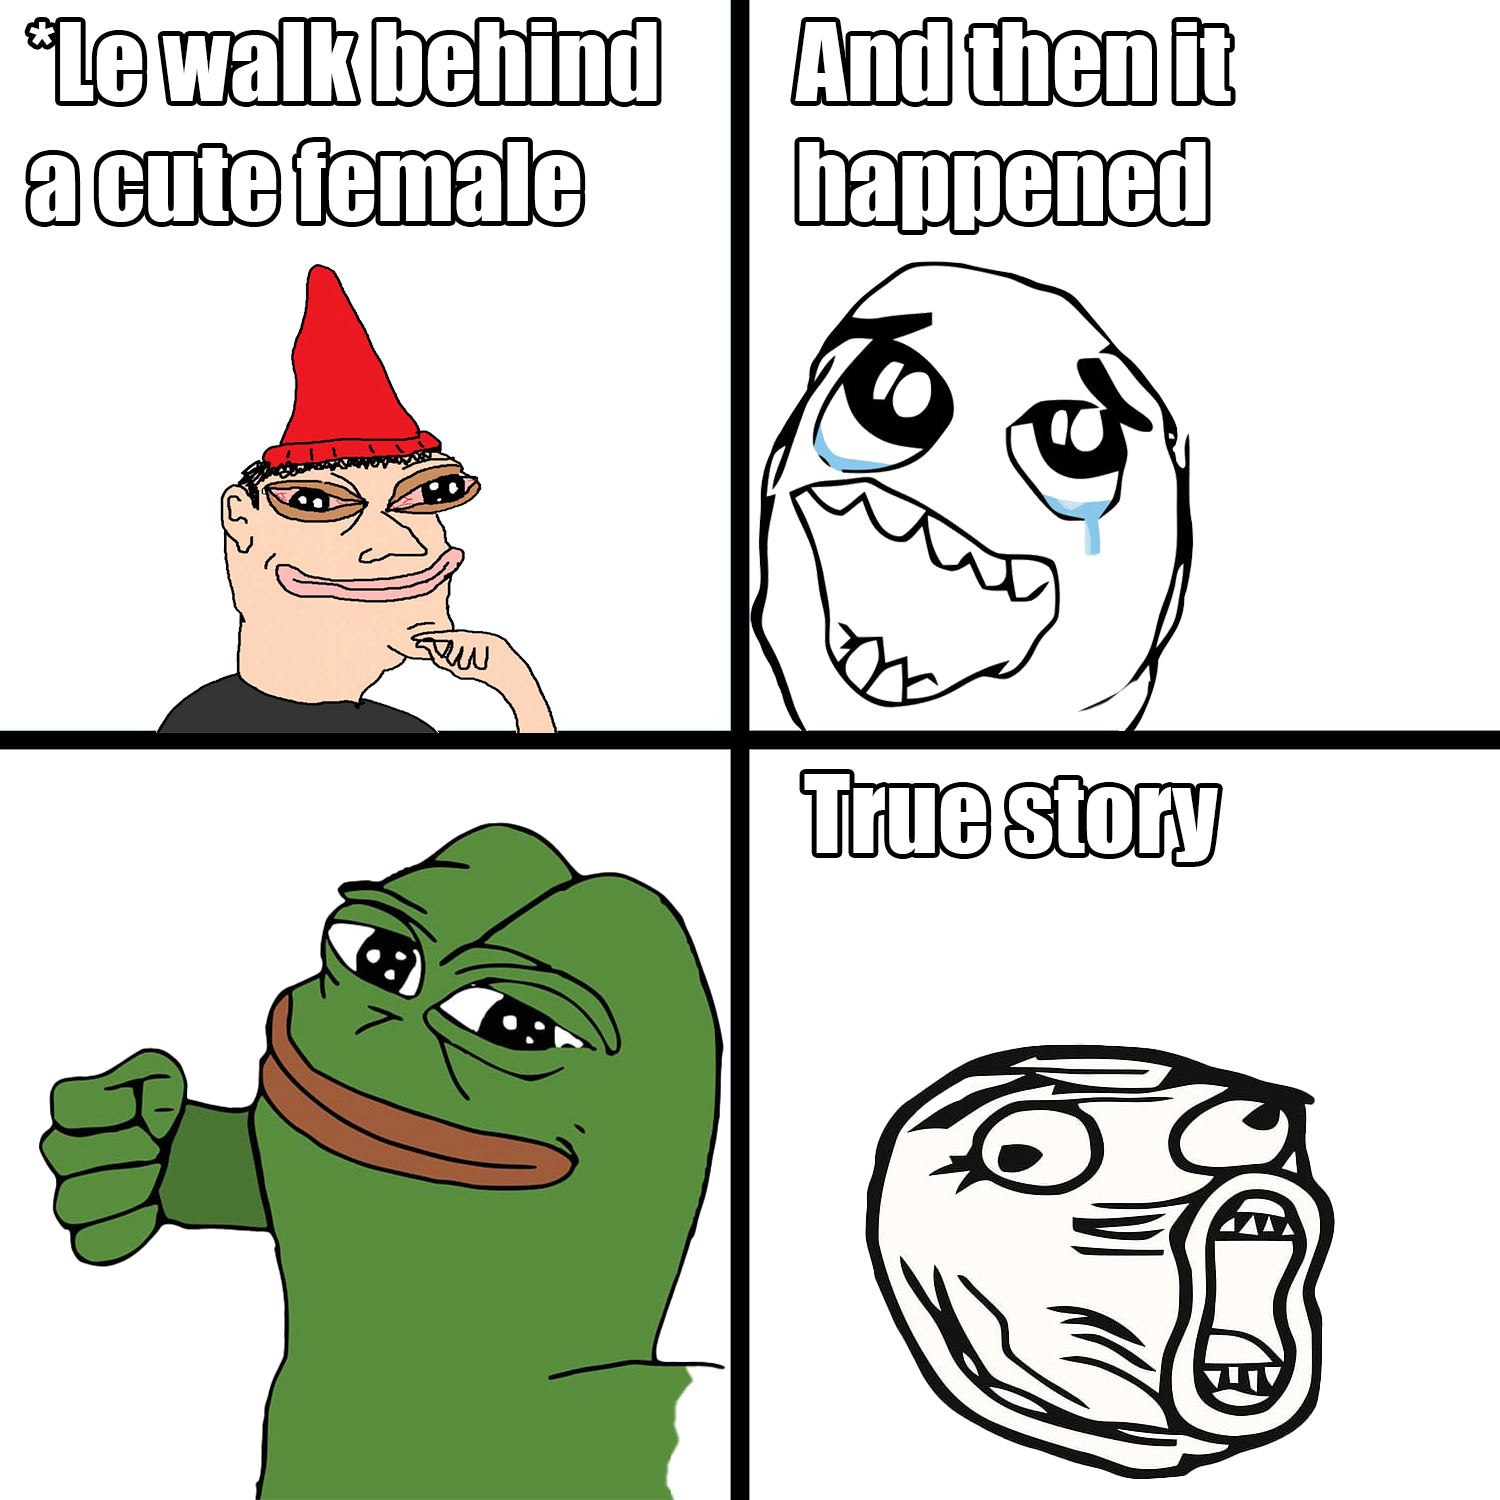 *Le walk behind
a cute female
And then it
happened
True story